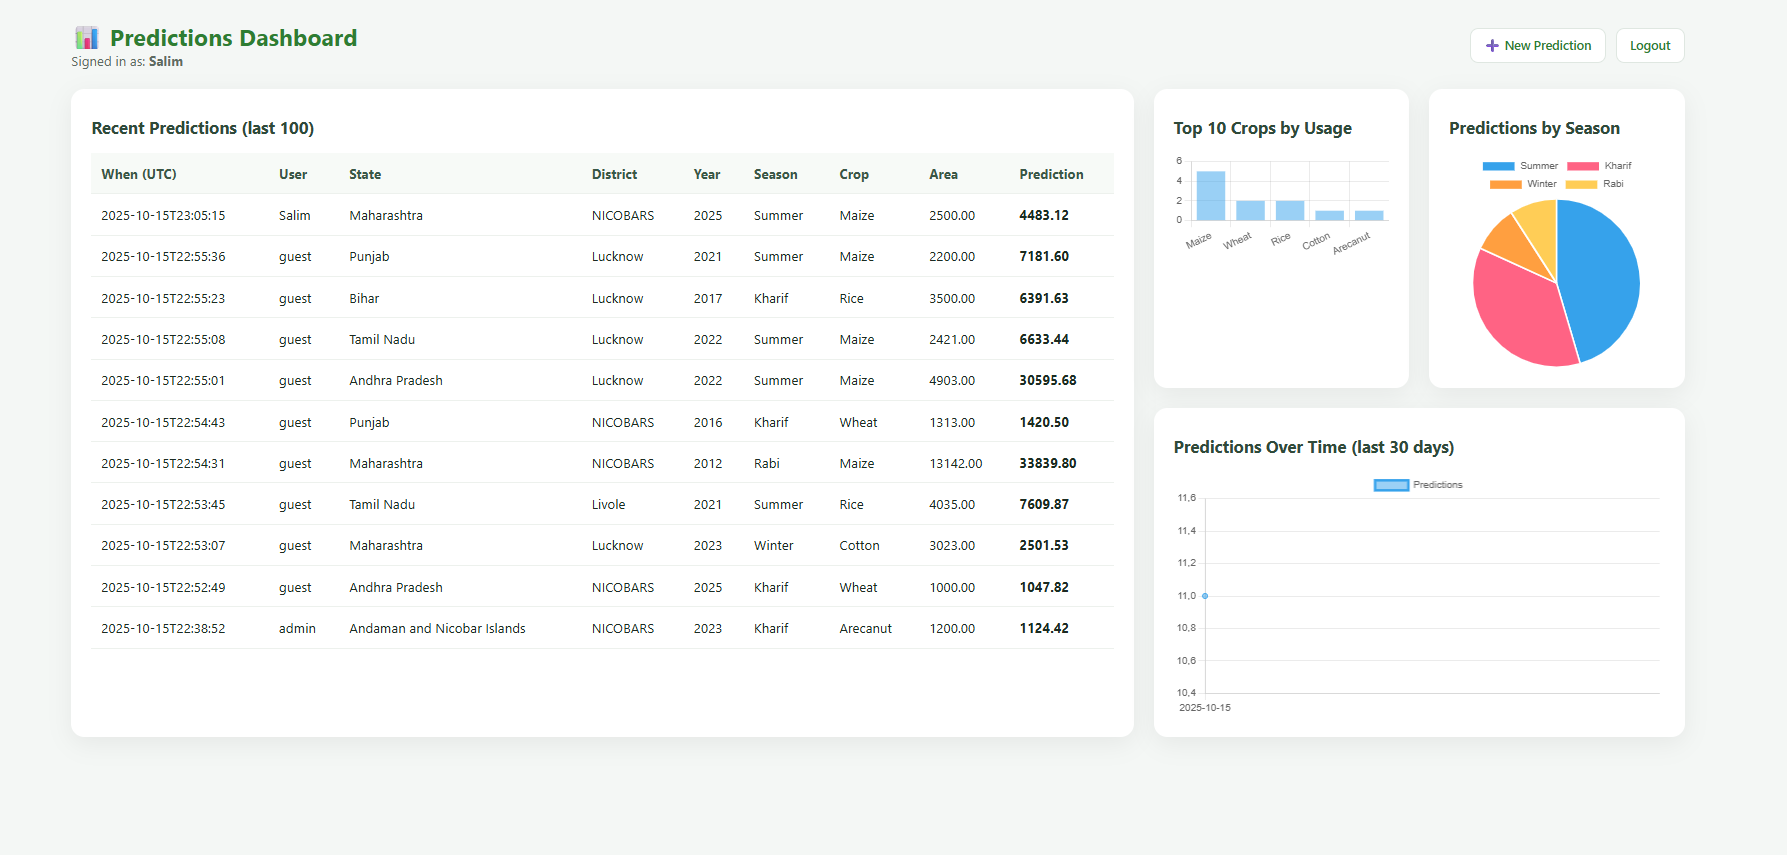 Predictions Dashboard
Signed in as: Salim
New Prediction
Logout
Recent Predictions (last 100)
When (UTC) User State District Year Season Crop Area Prediction
2025-10-15T23:05:15 Salim Maharashtra NICOBARS 2025 Summer Maize 2500.00 4483.12
2025-10-15T22:55:36 guest Punjab Lucknow 2021 Summer Maize 2200.00 7181.60
2025-10-15T22:55:23 guest Bihar Lucknow 2017 Kharif Rice 3500.00 6391.63
2025-10-15T22:55:08 guest Tamil Nadu Lucknow 2022 Summer Maize 2421.00 6633.44
2025-10-15T22:55:01 guest Andhra Pradesh Lucknow 2022 Summer Maize 4903.00 30595.68
2025-10-15T22:54:43 guest Punjab NICOBARS 2016 Kharif Wheat 1313.00 1420.50
2025-10-15T22:54:31 guest Maharashtra NICOBARS 2012 Rabi Maize 13142.00 33839.80
2025-10-15T22:53:45 guest Tamil Nadu Livole 2021 Summer Rice 4035.00 7609.87
2025-10-15T22:53:07 guest Maharashtra Lucknow 2023 Winter Cotton 3023.00 2501.53
2025-10-15T22:52:49 guest Andhra Pradesh NICOBARS 2025 Kharif Wheat 1000.00 1047.82
2025-10-15T22:38:52 admin Andaman and Nicobar Islands NICOBARS 2023 Kharif Arecanut 1200.00 1124.42
Top 10 Crops by Usage
6
4
2
0
Maize Wheat Rice Cotton Arecanut
Predictions by Season
Summer Kharif
Winter Rabi
Predictions Over Time (last 30 days)
Predictions
11,6
11,4
11,2
11,0
10,8
10,6
10,4
2025-10-15